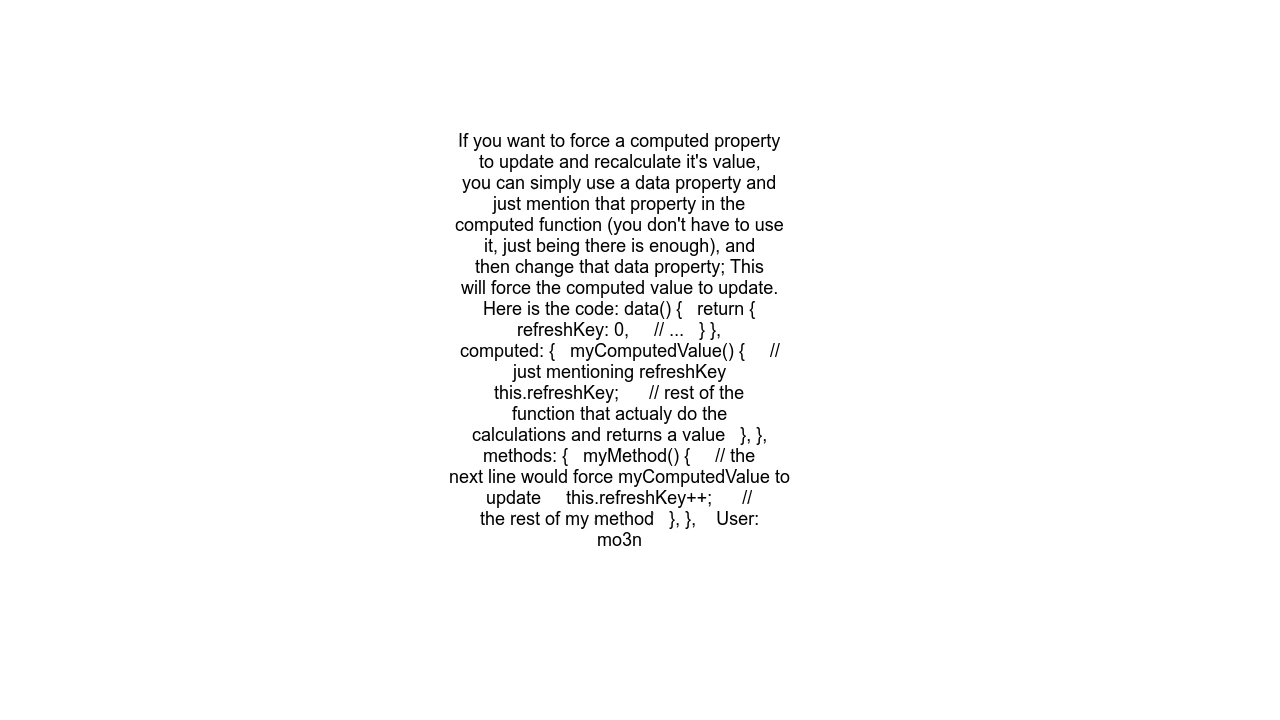 If you want to force a computed property
to update and recalculate it's value,
you can simply use a data property and
just mention that property in the
computed function (you don't have to use
it, just being there is enough), and
then change that data property; This
will force the computed value to update.
Here is the code: data() {   return {
refreshKey: 0,     // ...   } },
computed: {   myComputedValue() {     //
just mentioning refreshKey
this.refreshKey;      // rest of the
function that actualy do the
calculations and returns a value   }, },
methods: {   myMethod() {     // the
next line would force myComputedValue to
update     this.refreshKey++;      //
the rest of my method   }, },    User:
mo3n